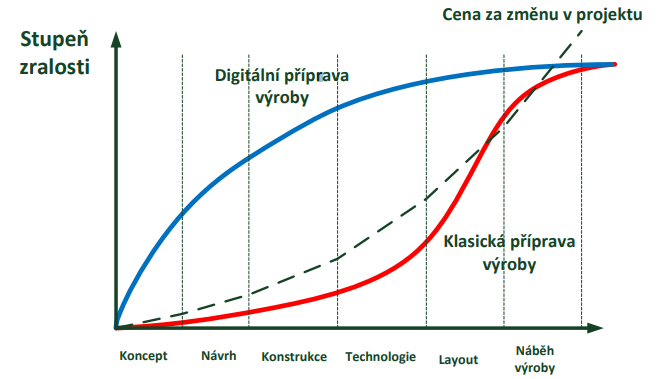 Cena za změnu v projektu
Stupeň
zralosti
Digitální příprava
výroby
Klasická příprava
výroby
Koncept
Návrh
Konstrukce
Technologie
Layout
Náběh
výroby